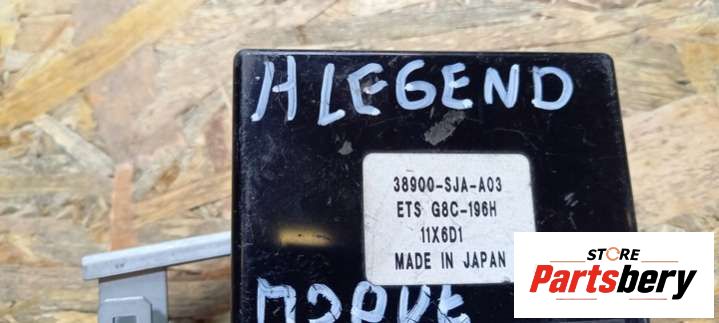 H LEGEND
38900-SJA-A03
ETS G8C-196H
11X6D1
MADE IN JAPAN
STORE
Partsbery